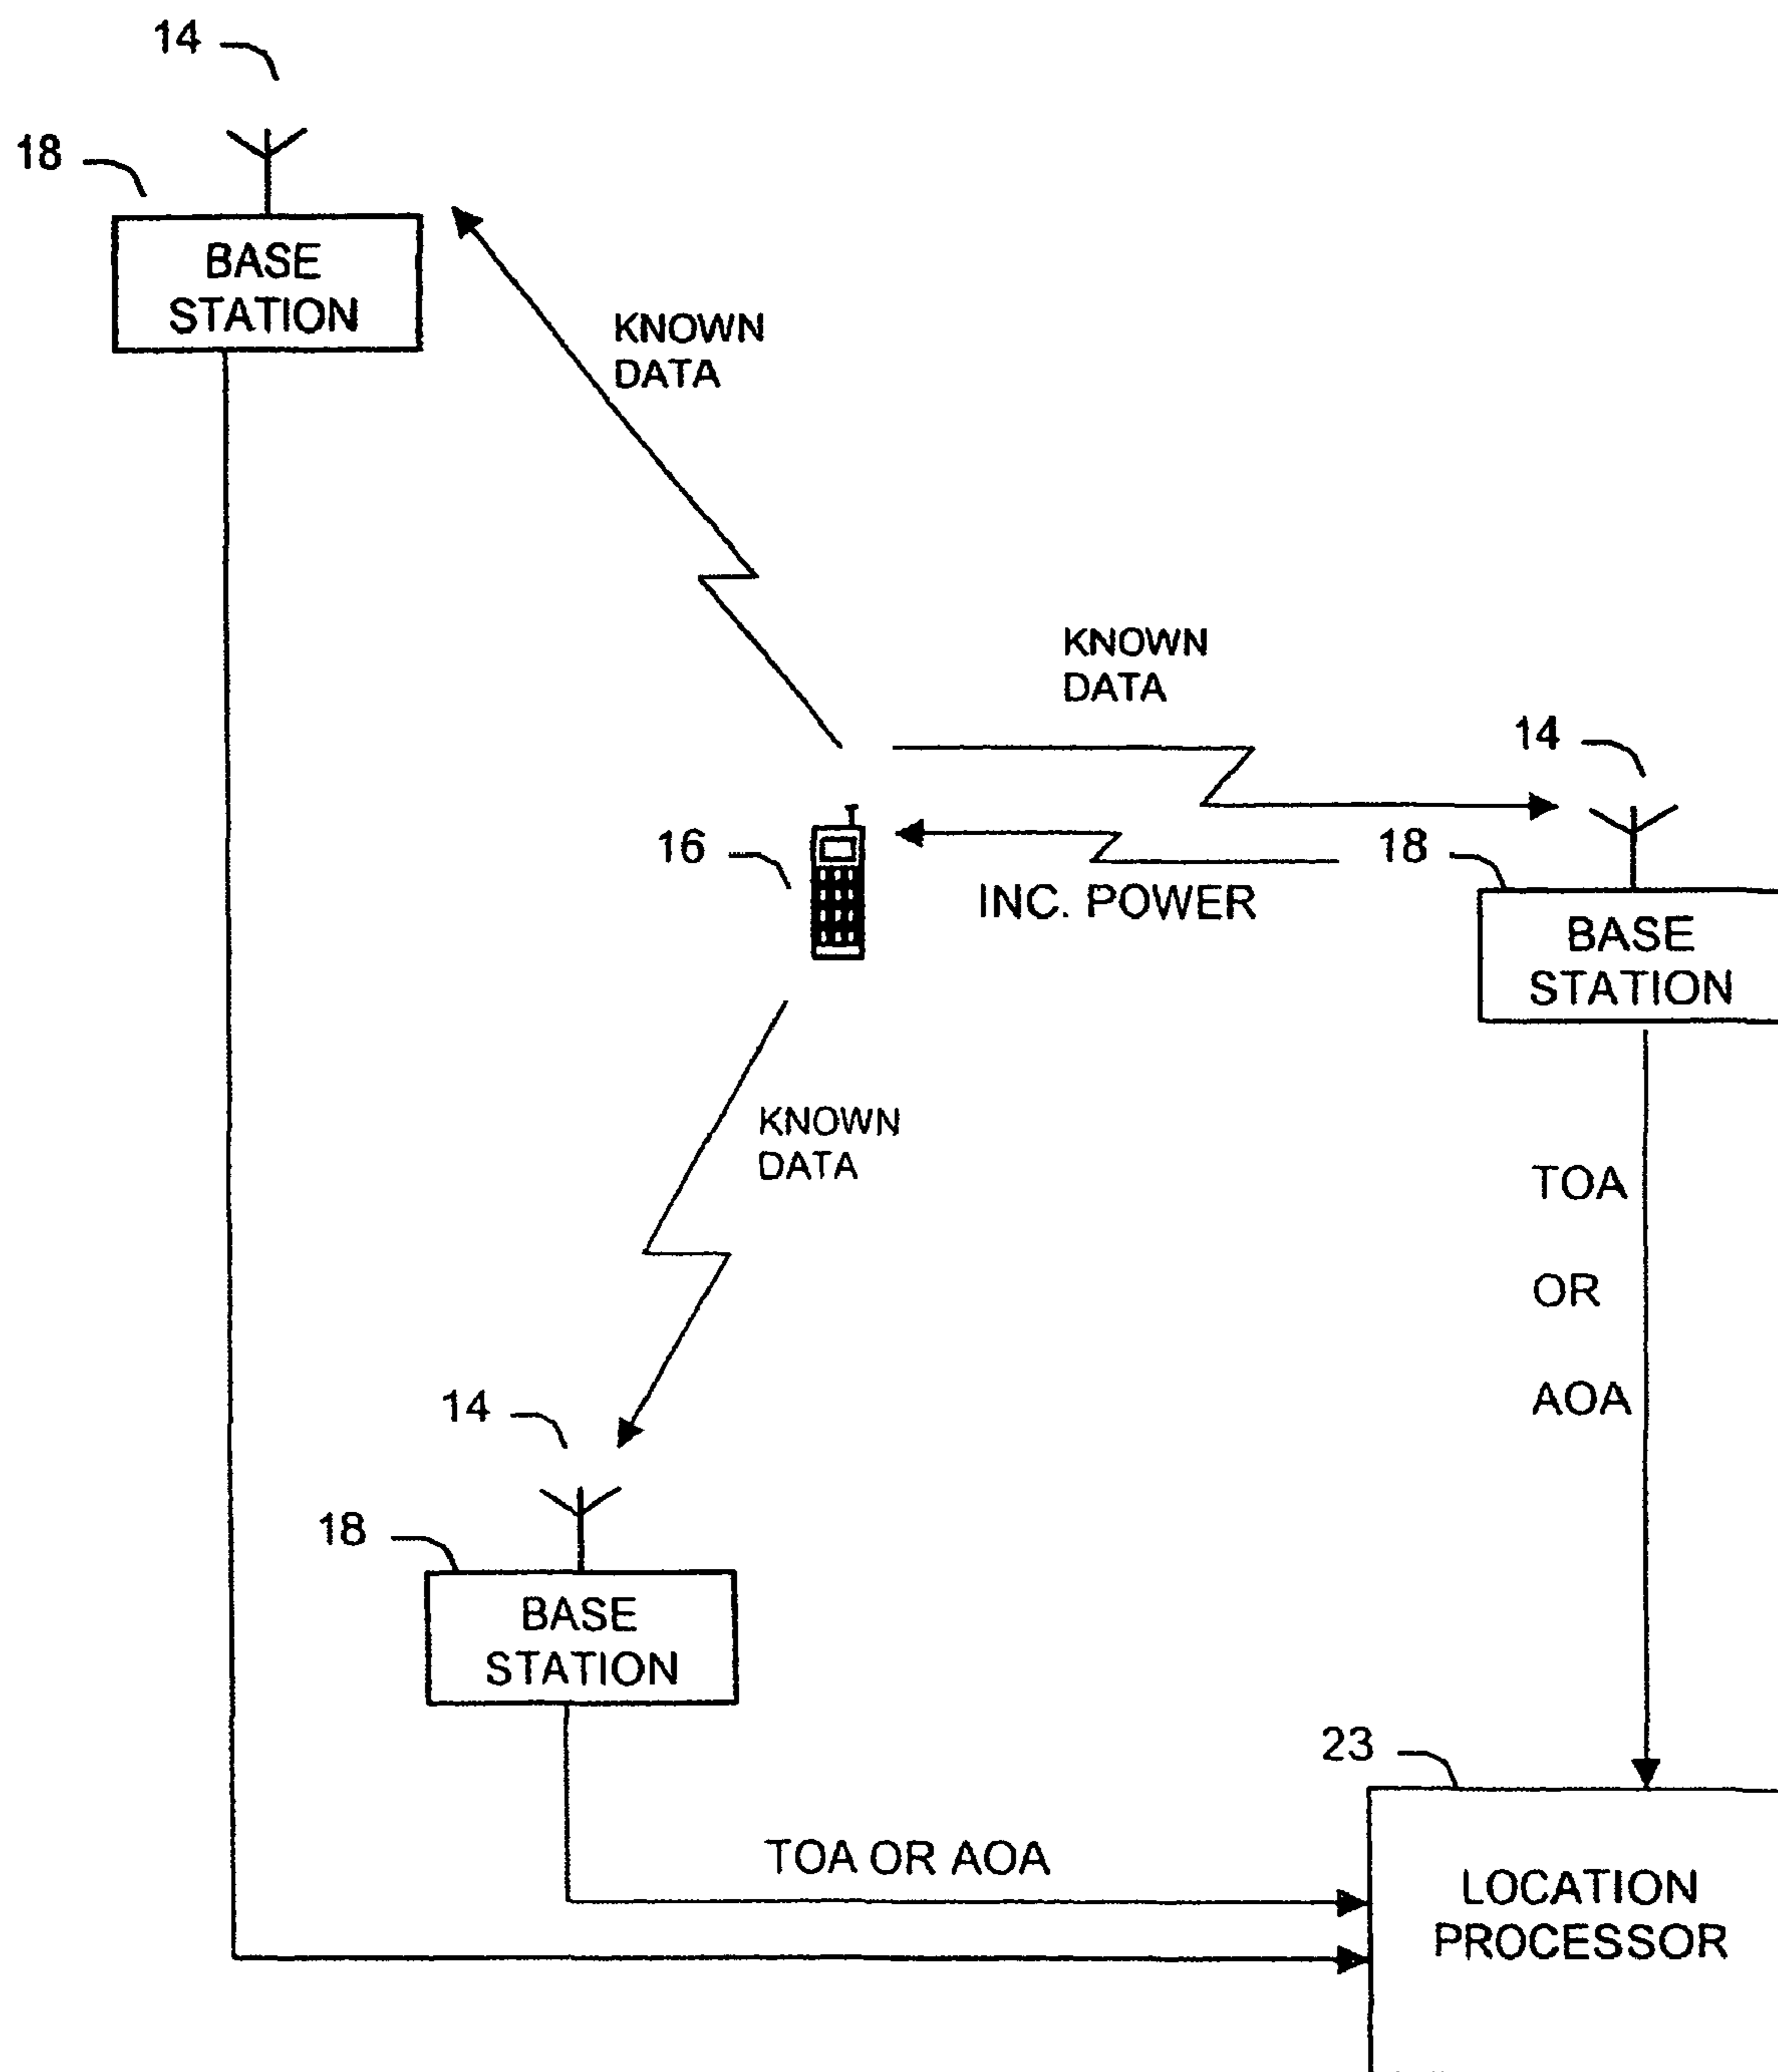 14
18
BASE
STATION
KNOWN
DATA
KNOWN
DATA
14
16
18
INC. POWER
BASE
STATION
KNOWN
DATA
TOA
OR
AOA
14
18
BASE
STATION
23
TOA OR AOA
LOCATION
PROCESSOR